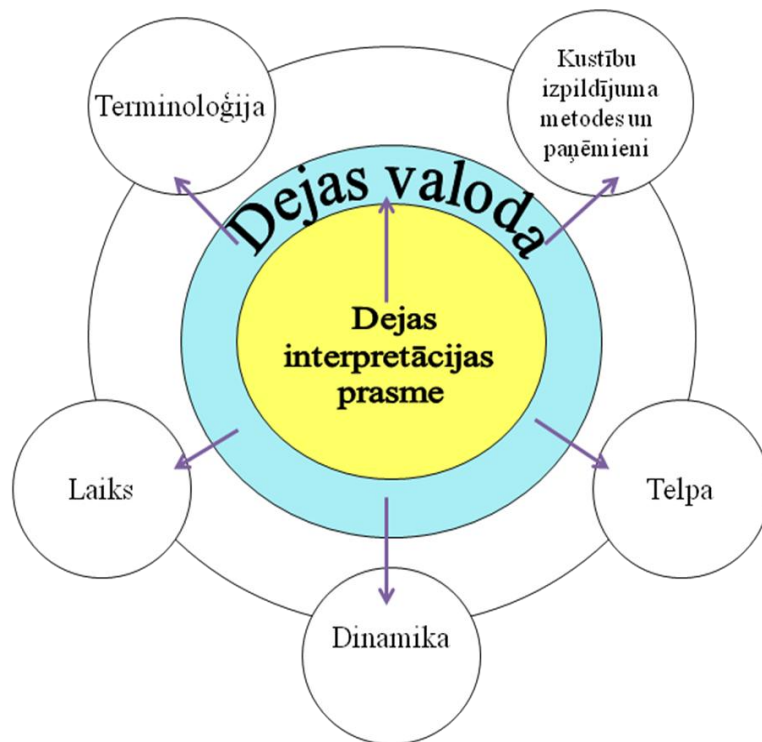 Terminoloģija
Kustību
izpildījuma
metodes un
paņēmieni
Dejas valoda
Dejas
interpretācijas
prasme
Laiks
Telpa
Dinamika